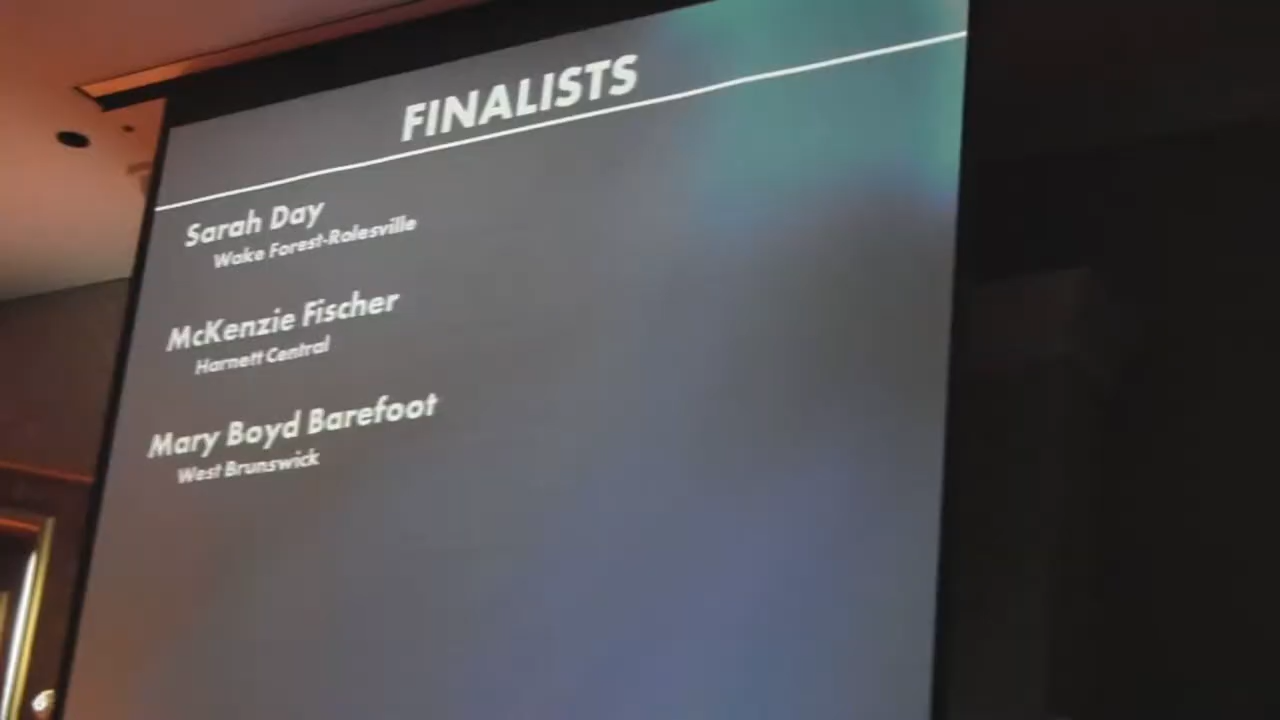 FINALISTS
Sarah Day
Wake Forest-Rolesville
McKenzie Fischer
Harnett Central
Mary Boyd Barefoot
West Brunswick